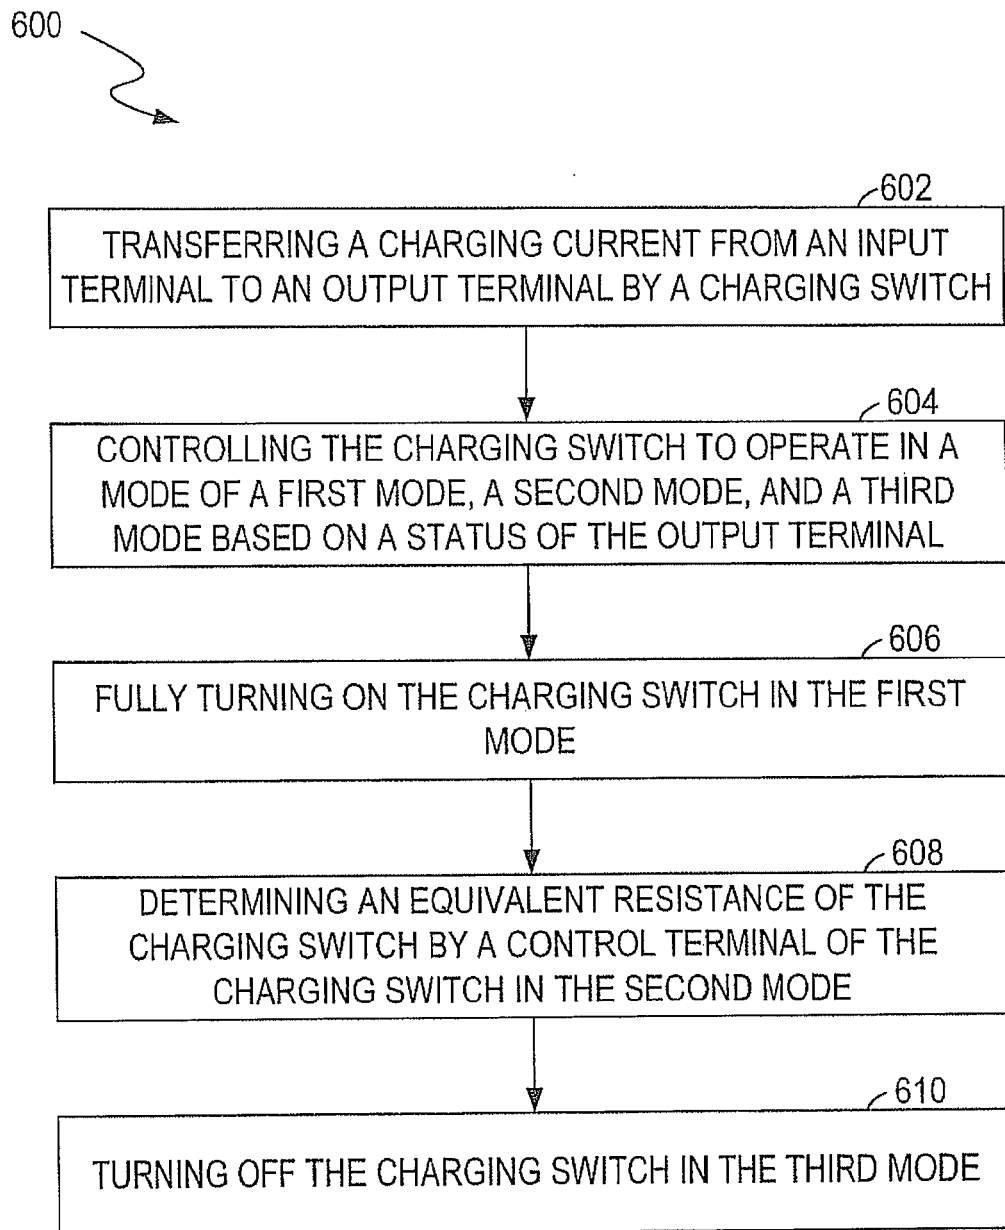 600
602
TRANSFERRING A CHARGING CURRENT FROM AN INPUT
TERMINAL TO AN OUTPUT TERMINAL BY A CHARGING SWITCH
604
CONTROLLING THE CHARGING SWITCH TO OPERATE IN A
MODE OF A FIRST MODE, A SECOND MODE, AND A THIRD
MODE BASED ON A STATUS OF THE OUTPUT TERMINAL
606
FULLY TURNING ON THE CHARGING SWITCH IN THE FIRST
MODE
608
DETERMINING AN EQUIVALENT RESISTANCE OF THE
CHARGING SWITCH BY A CONTROL TERMINAL OF THE
CHARGING SWITCH IN THE SECOND MODE
610
TURNING OFF THE CHARGING SWITCH IN THE THIRD MODE